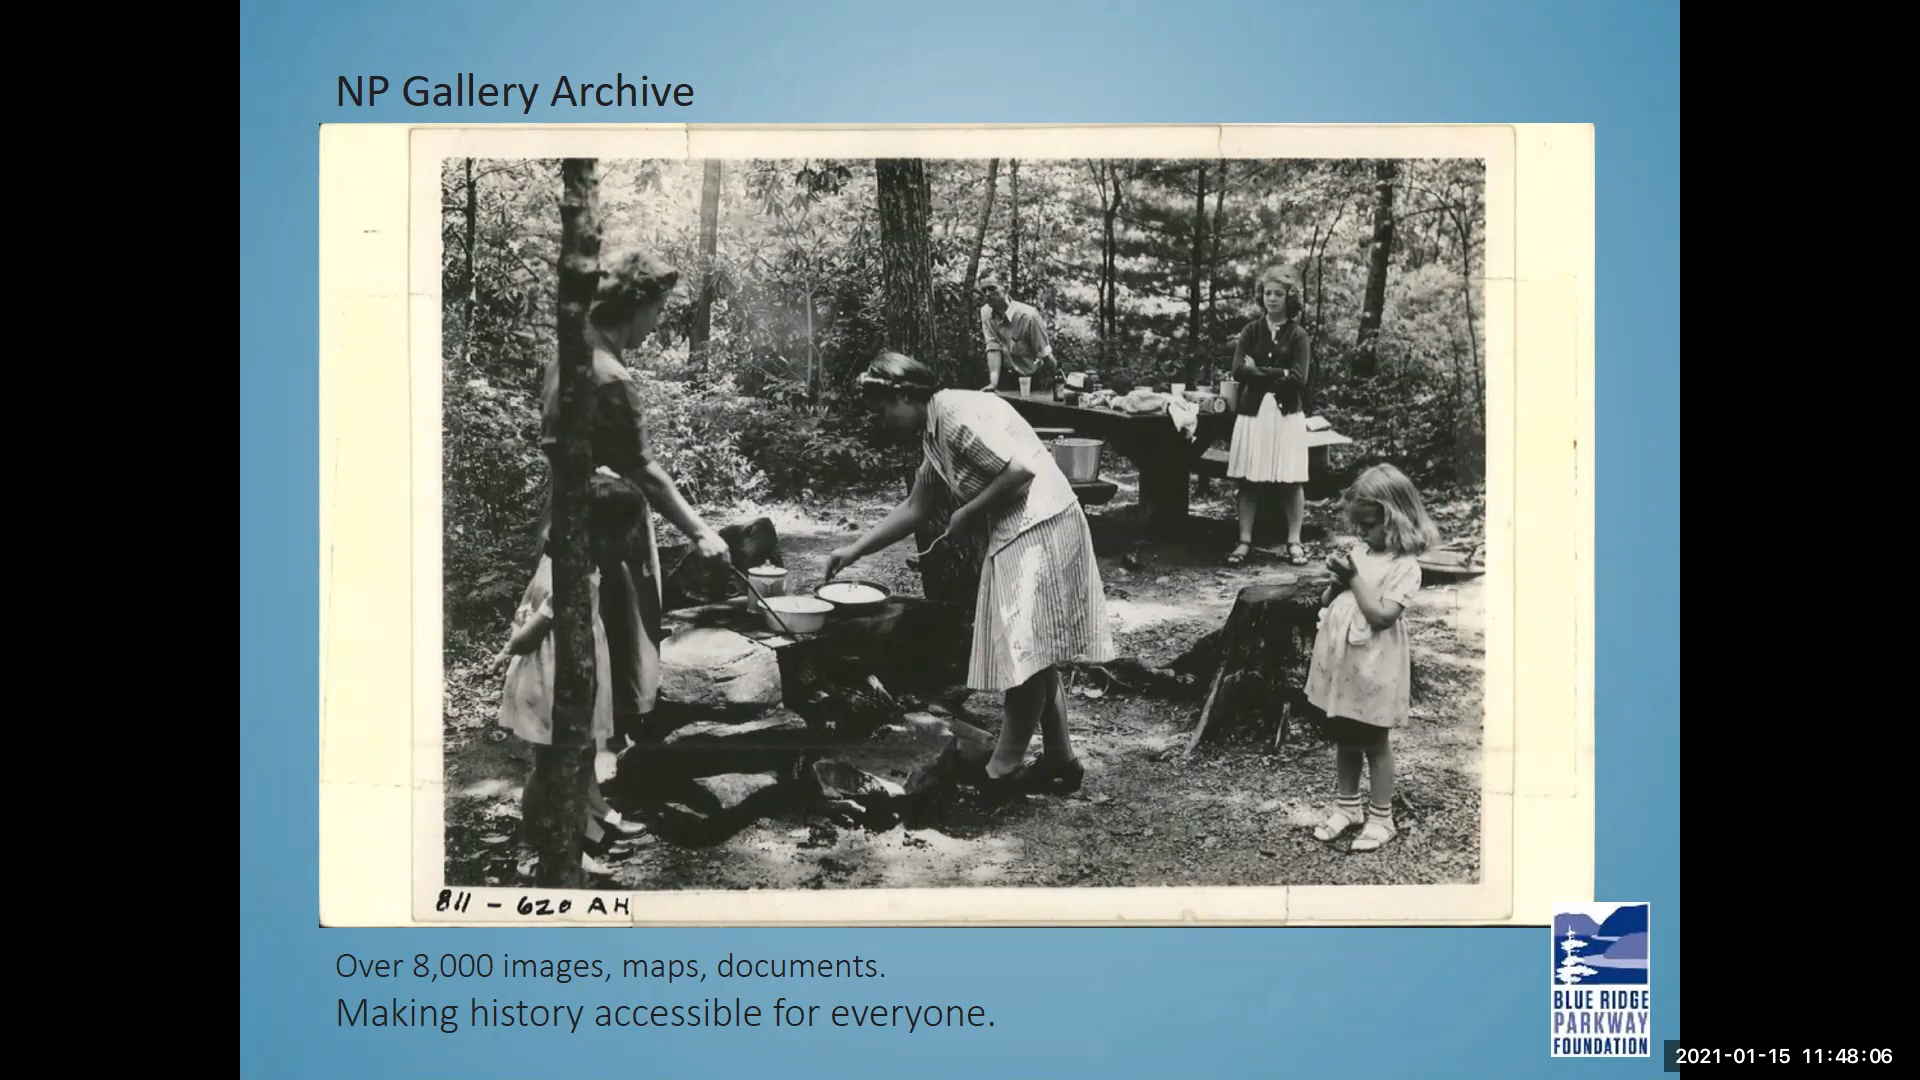 NP Gallery Archive
811 - 620 AH
Over 8,000 images, maps, documents.
Making history accessible for everyone.
BLUE RIDGE
PARKWAY
FOUNDATION
2021-01-15 11:48:06